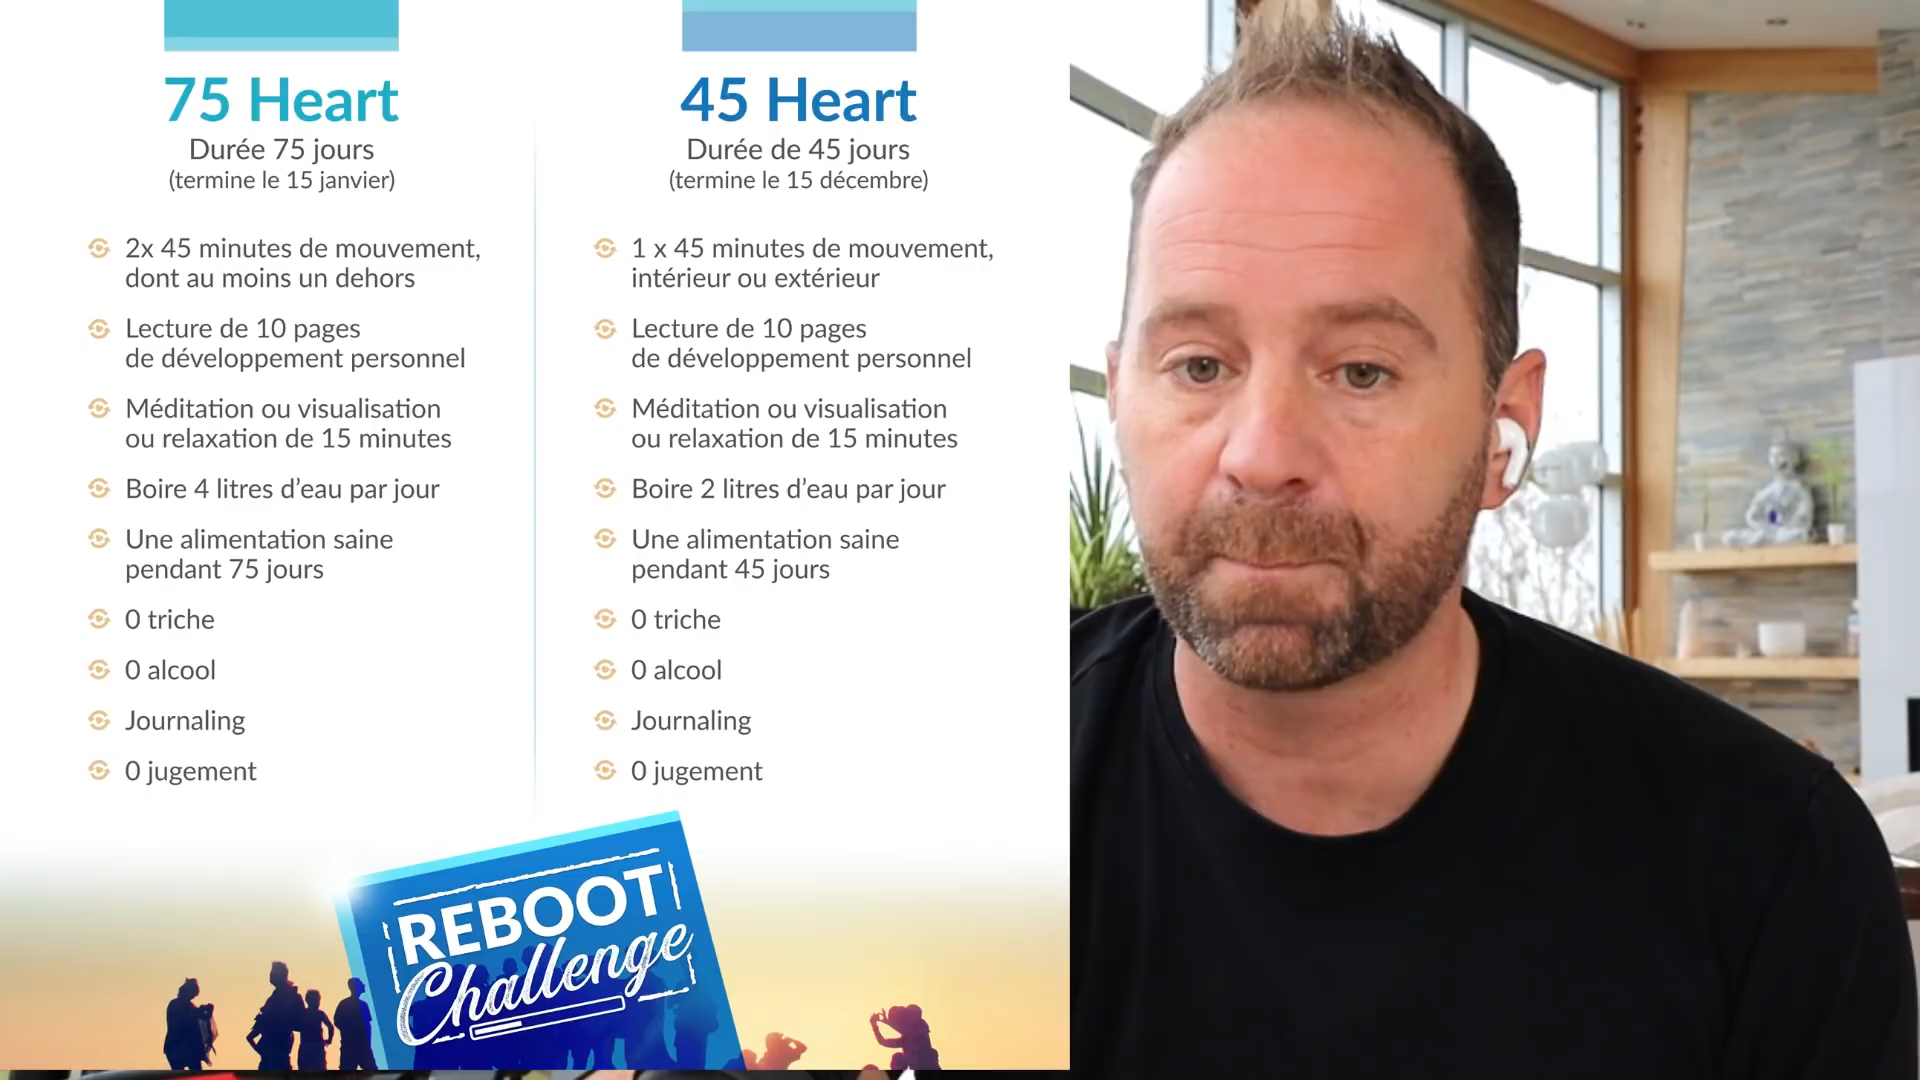 75 Heart
Durée 75 jours
(termine le 15 janvier)
2x 45 minutes de mouvement,
dont au moins un dehors
Lecture de 10 pages
de développement personnel
Méditation ou visualisation
ou relaxation de 15 minutes
Boire 4 litres d’eau par jour
Une alimentation saine
pendant 75 jours
0 triche
0 alcool
Journaling
0 jugement
45 Heart
Durée de 45 jours
(termine le 15 décembre)
1 x 45 minutes de mouvement,
intérieur ou extérieur
Lecture de 10 pages
de développement personnel
Méditation ou visualisation
ou relaxation de 15 minutes
Boire 2 litres d’eau par jour
Une alimentation saine
pendant 45 jours
0 triche
0 alcool
Journaling
0 jugement
REBOOT
Challenge